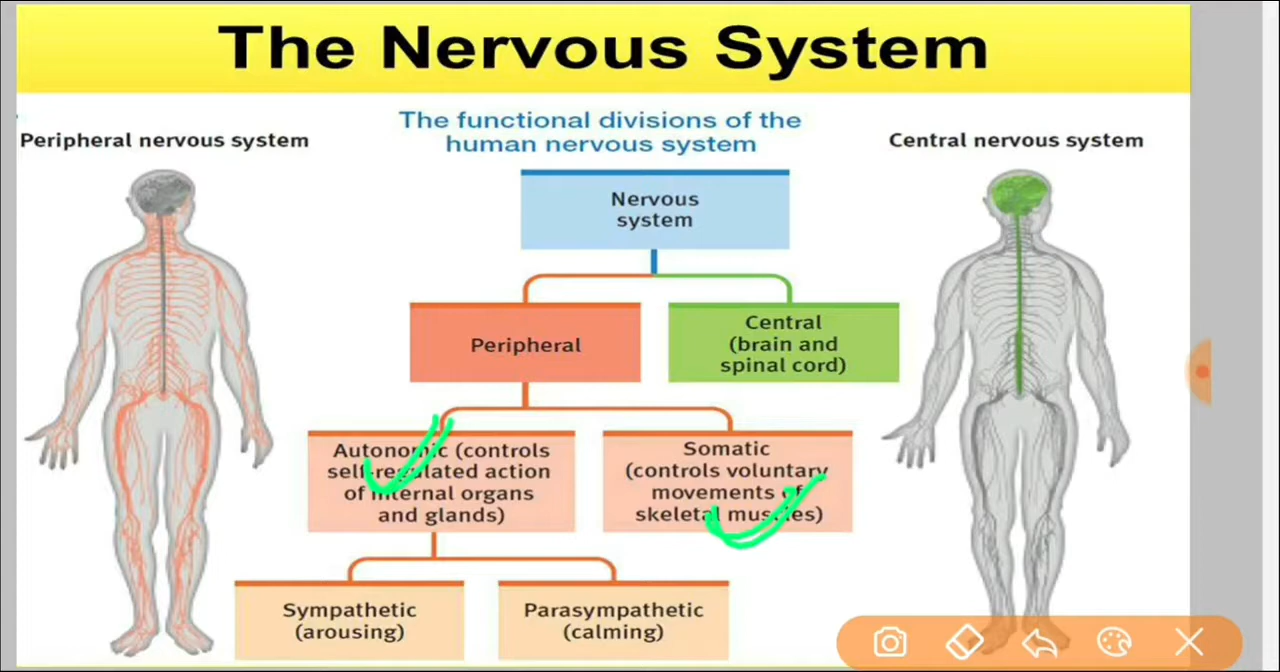 The Nervous System
Peripheral nervous system
The functional divisions of the
human nervous system
Central nervous system
Nervous
system
Peripheral
Central
(brain and
spinal cord)
Autonomic (controls
self-regulated action
of internal organs
and glands)
Somatic
(controls voluntary
movements of
skeletal muscles)
Sympathetic
(arousing)
Parasympathetic
(calming)